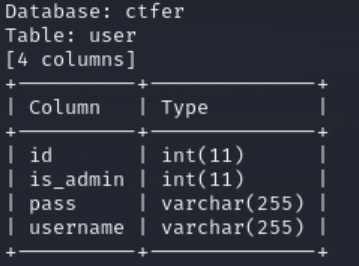 Database: ctfer
Table: user
[4 columns]
+----------+--------------+
| Column   | Type         |
+----------+--------------+
| id       | int(11)      |
| is_admin | int(11)      |
| pass     | varchar(255) |
| username | varchar(255) |
+----------+--------------+